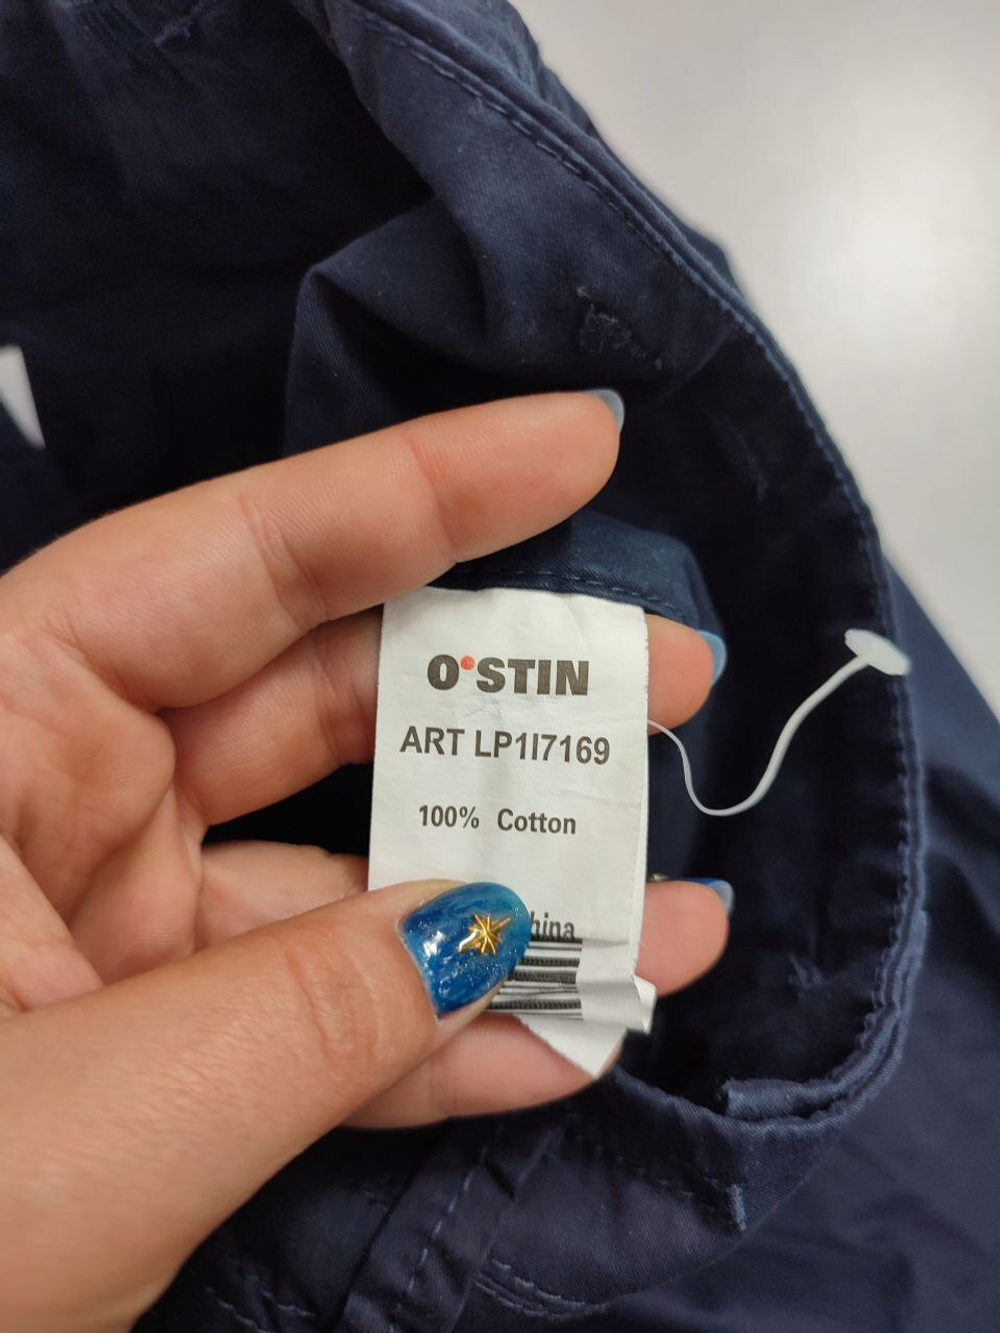 O'STIN
ART LP1I7169
100% Cotton